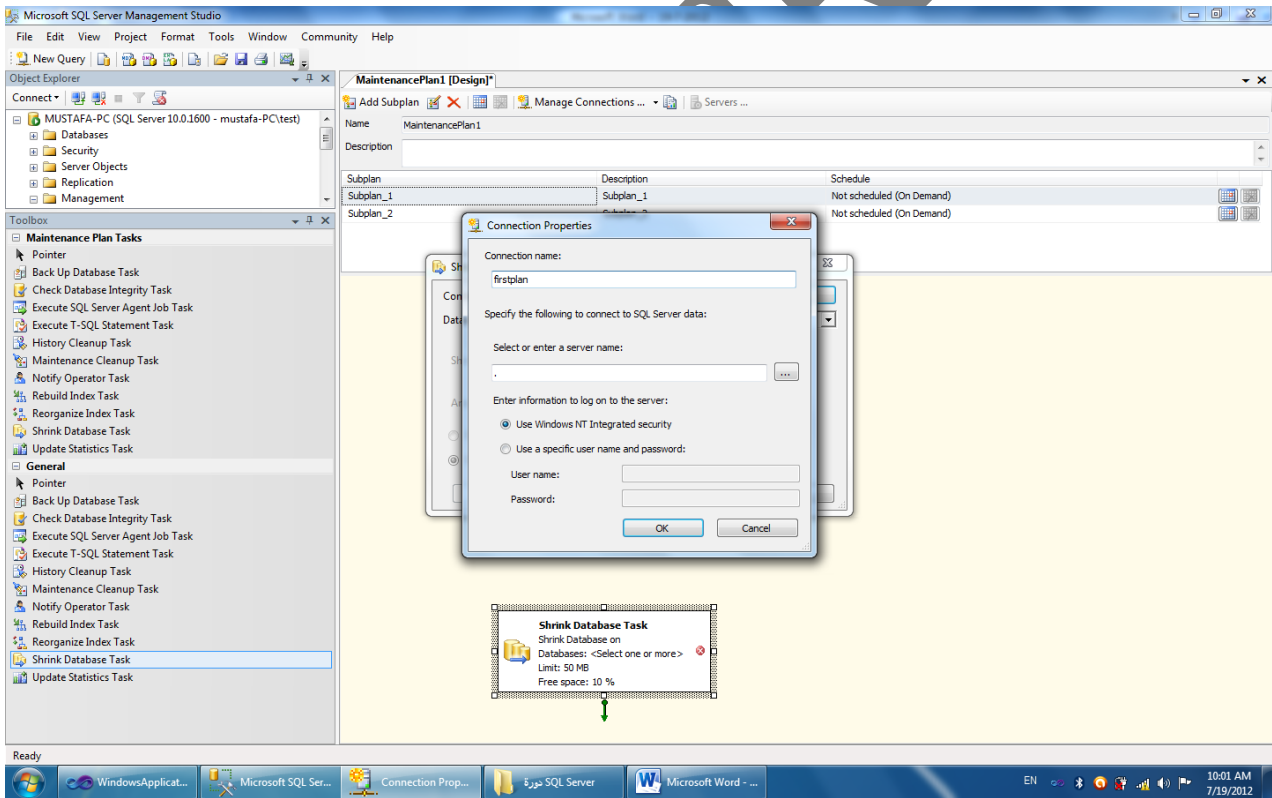 Microsoft SQL Server Management Studio
File Edit View Project Format Tools Window Community Help
New Query
Object Explorer
Connect
MUSTAFA-PC (SQL Server 10.0.1600 - mustafa-PC\test)
Databases
Security
Server Objects
Replication
Management
Toolbox
Maintenance Plan Tasks
Pointer
Back Up Database Task
Check Database Integrity Task
Execute SQL Server Agent Job Task
Execute T-SQL Statement Task
History Cleanup Task
Maintenance Cleanup Task
Notify Operator Task
Rebuild Index Task
Reorganize Index Task
Shrink Database Task
Update Statistics Task
General
Pointer
Back Up Database Task
Check Database Integrity Task
Execute SQL Server Agent Job Task
Execute T-SQL Statement Task
History Cleanup Task
Maintenance Cleanup Task
Notify Operator Task
Rebuild Index Task
Reorganize Index Task
Shrink Database Task
Update Statistics Task
MaintenancePlan1 [Design]*
Add Subplan Manage Connections ... Servers ...
Name MaintenancePlan1
Description
Subplan Description Schedule
Subplan_1 Subplan_1 Not scheduled (On Demand)
Subplan_2 Subplan_2 Not scheduled (On Demand)
Sh
Con
Data
Sh
Connection Properties
Connection name:
firstplan
Specify the following to connect to SQL Server data:
Select or enter a server name:
.
...
Enter information to log on to the server:
Use Windows NT Integrated security
Use a specific user name and password:
User name:
Password:
OK Cancel
Shrink Database Task
Shrink Database on
Databases: <Select one or more>
Limit: 50 MB
Free space: 10 %
Ready
WindowsApplicat... Microsoft SQL Ser... Connection Prop... دورة SQL Server Microsoft Word - ... EN 10:01 AM
7/19/2012